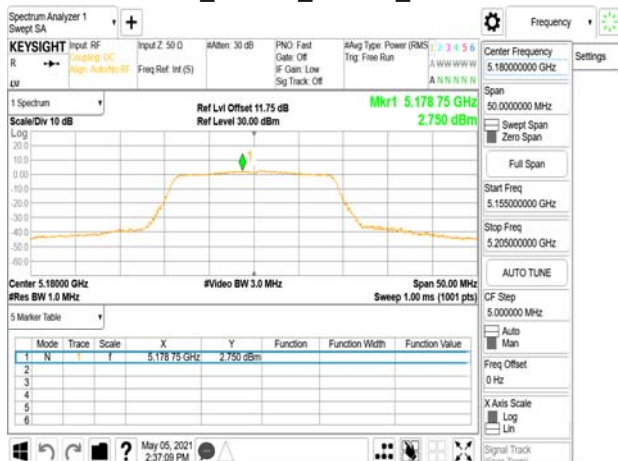 Spectrum Analyzer 1
Swept SA
Frequency
KEYSIGHT Input: RF
R
Coupling: DC
Align: Auto/No RF
LVI
Input Z: 50 Ω
Freq Ref: Int (S)
#Atten: 30 dB
PNO: Fast
Gate: Off
IF Gain: Low
Sig Track: Off
#Avg Type: Power (RMS
Trig: Free Run
1 2 3 4 5 6
A W W W W W
A N N N N N
Center Frequency
5.180000000 GHz
Settings
Span
50.0000000 MHz
Swept Span
Zero Span
Full Span
Start Freq
5.155000000 GHz
Stop Freq
5.205000000 GHz
AUTO TUNE
CF Step
5.000000 MHz
Auto
Man
Freq Offset
0 Hz
X Axis Scale
Log
Lin
Signal Track
1 Spectrum
Scale/Div 10 dB
Ref Lvl Offset 11.75 dB
Ref Level 30.00 dBm
Mkr1 5.178 75 GHz
2.750 dBm
Log
20.0
10.0
0.00
-10.0
-20.0
-30.0
-40.0
-50.0
-60.0
1
Center 5.18000 GHz
#Res BW 1.0 MHz
#Video BW 3.0 MHz
Span 50.00 MHz
Sweep 1.00 ms (1001 pts)
5 Marker Table
Mode Trace Scale X Y Function Function Width Function Value
1 N 1 f 5.178 75 GHz 2.750 dBm
2
3
4
5
6
May 05, 2021
2:37:09 PM